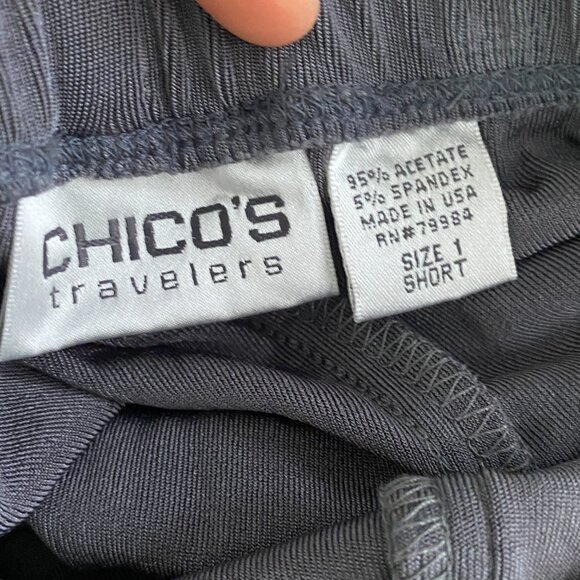 CHICO'S
travelers
95% ACETATE
5% SPANDEX
MADE IN USA
RN#79984
SIZE 1
SHORT